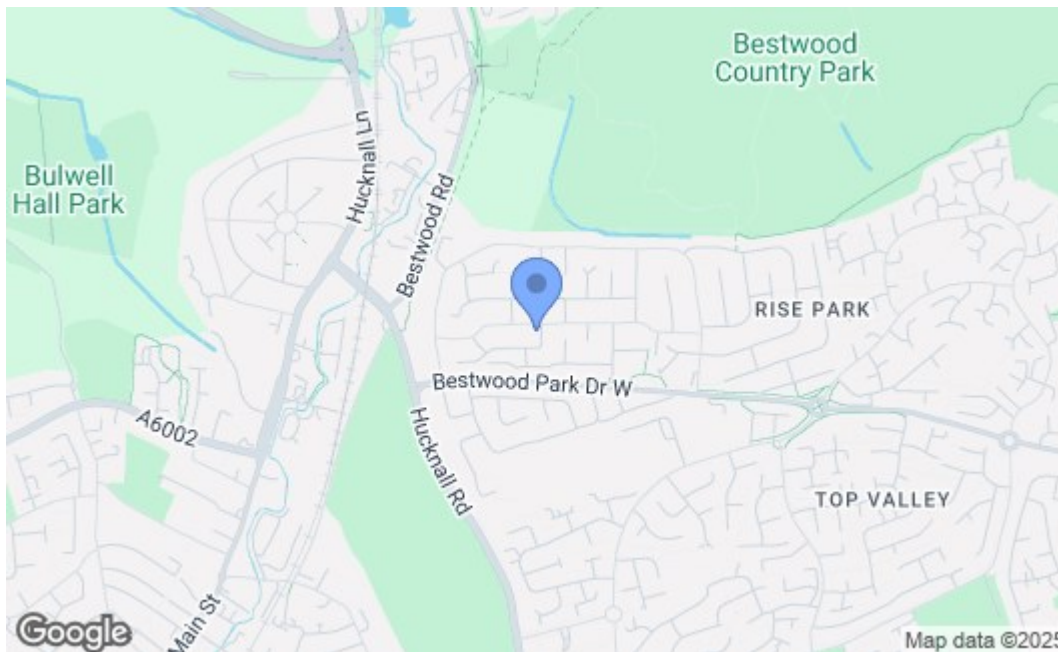 Bestwood
Country Park
Bulwell
Hall Park
Hucknall Ln
Bestwood Rd
RISE PARK
Bestwood Park Dr W
A6002
Hucknall Rd
TOP VALLEY
Main St
Google
Map data ©2025